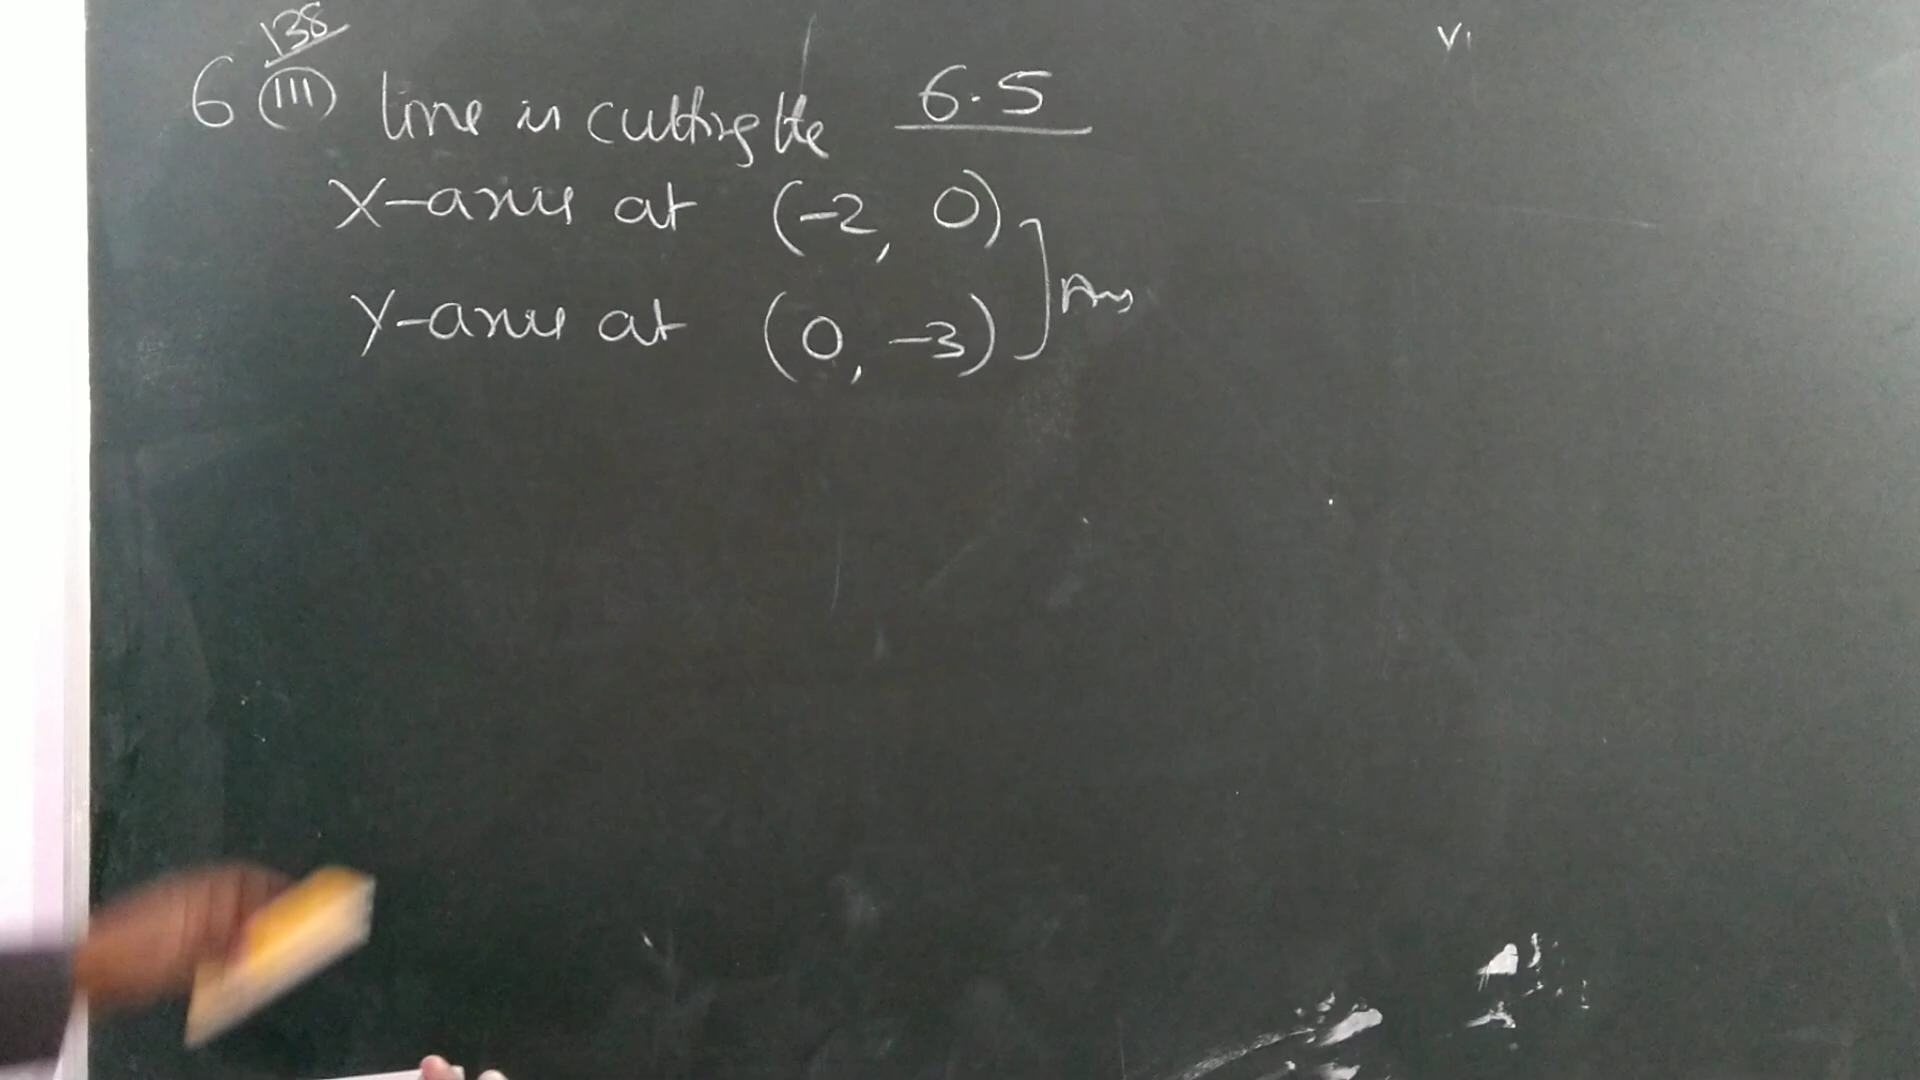 138
6 (iii) line is cutting the 6.5
X-axis at (-2, 0)
Y-axis at (0, -3) ] Ans